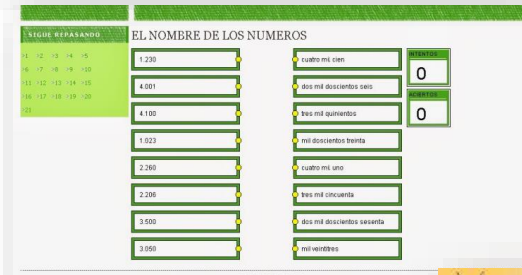 SIGUE REPASANDO
>1 >2 >3 >4 >5
>6 >7 >8 >9 >10
>11 >12 >13 >14 >15
>16 >17 >18 >19 >20
>21
EL NOMBRE DE LOS NUMEROS
1.230
cuatro mil cien
4.001
dos mil doscientos seis
4.100
tres mil quinientos
1.023
mil doscientos treinta
2.260
cuatro mil uno
2.206
tres mil cincuenta
3.500
dos mil doscientos sesenta
3.050
mil veintitres
INTENTOS
0
ACIERTOS
0